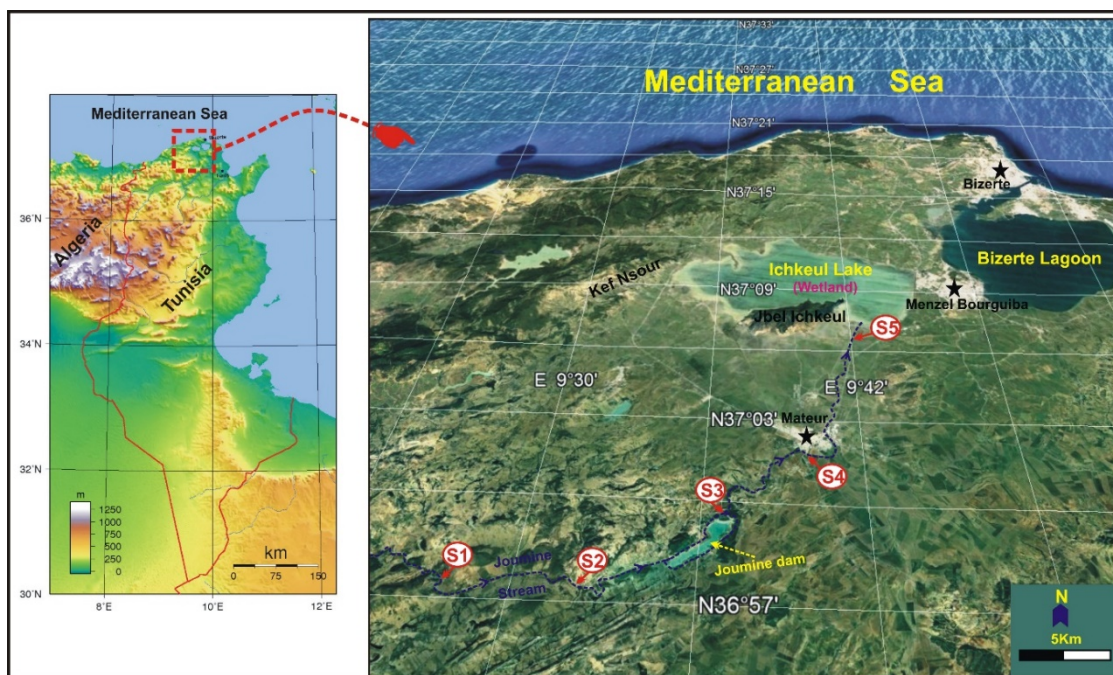 Mediterranean Sea
36°N
34°N
32°N
30°N
8°E
10°E
12°E
Algeria
Tunisia
m
1250
1000
750
500
250
0
km
0 50 100 150
N37°33'
N37°27'
Mediterranean Sea
N37°21'
N37°15'
Bizerte
Bizerte Lagoon
Ichkeul Lake
(Wetland)
Kef Nsour
N37°09'
Menzel Bourguiba
Jbel Ichkeul
S5
E 9°30'
E 9°42'
N37°03'
Mateur
S4
S3
S1
Joumine
Stream
S2
Joumine dam
N36°57'
N
5Km